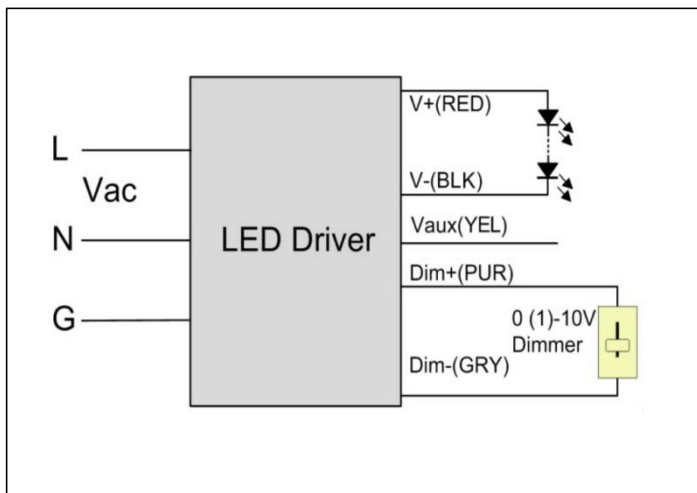 L
Vac
N
G
LED Driver
V+(RED)
V-(BLK)
Vaux(YEL)
Dim+(PUR)
0 (1)-10V
Dimmer
Dim-(GRY)